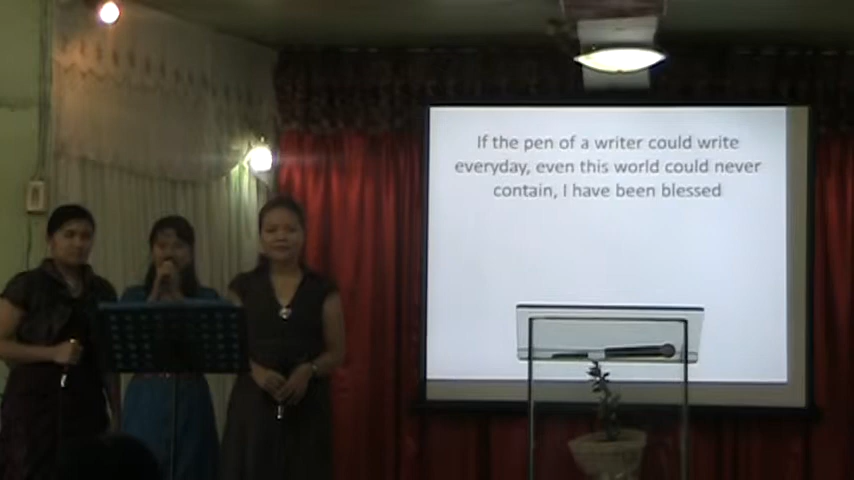 If the pen of a writer could write
everyday, even this world could never
contain, I have been blessed